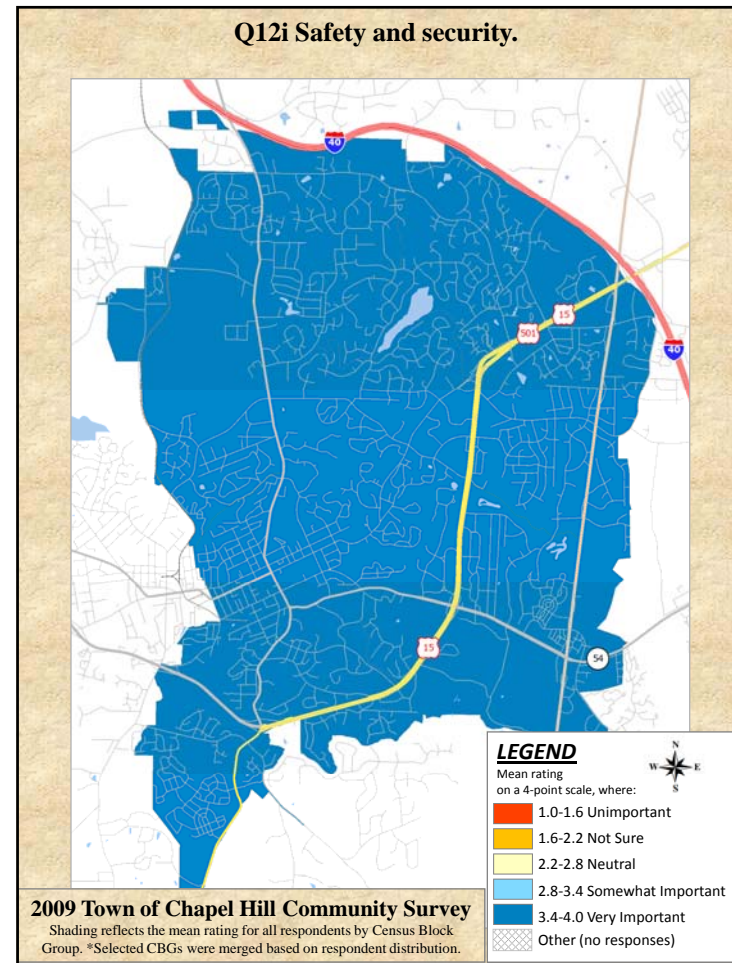 Q12i Safety and security.
40
15
501
40
15
54
LEGEND
N
W E
S
Mean rating
on a 4-point scale, where:
1.0-1.6 Unimportant
1.6-2.2 Not Sure
2.2-2.8 Neutral
2.8-3.4 Somewhat Important
3.4-4.0 Very Important
Other (no responses)
2009 Town of Chapel Hill Community Survey
Shading reflects the mean rating for all respondents by Census Block
Group. *Selected CBGs were merged based on respondent distribution.